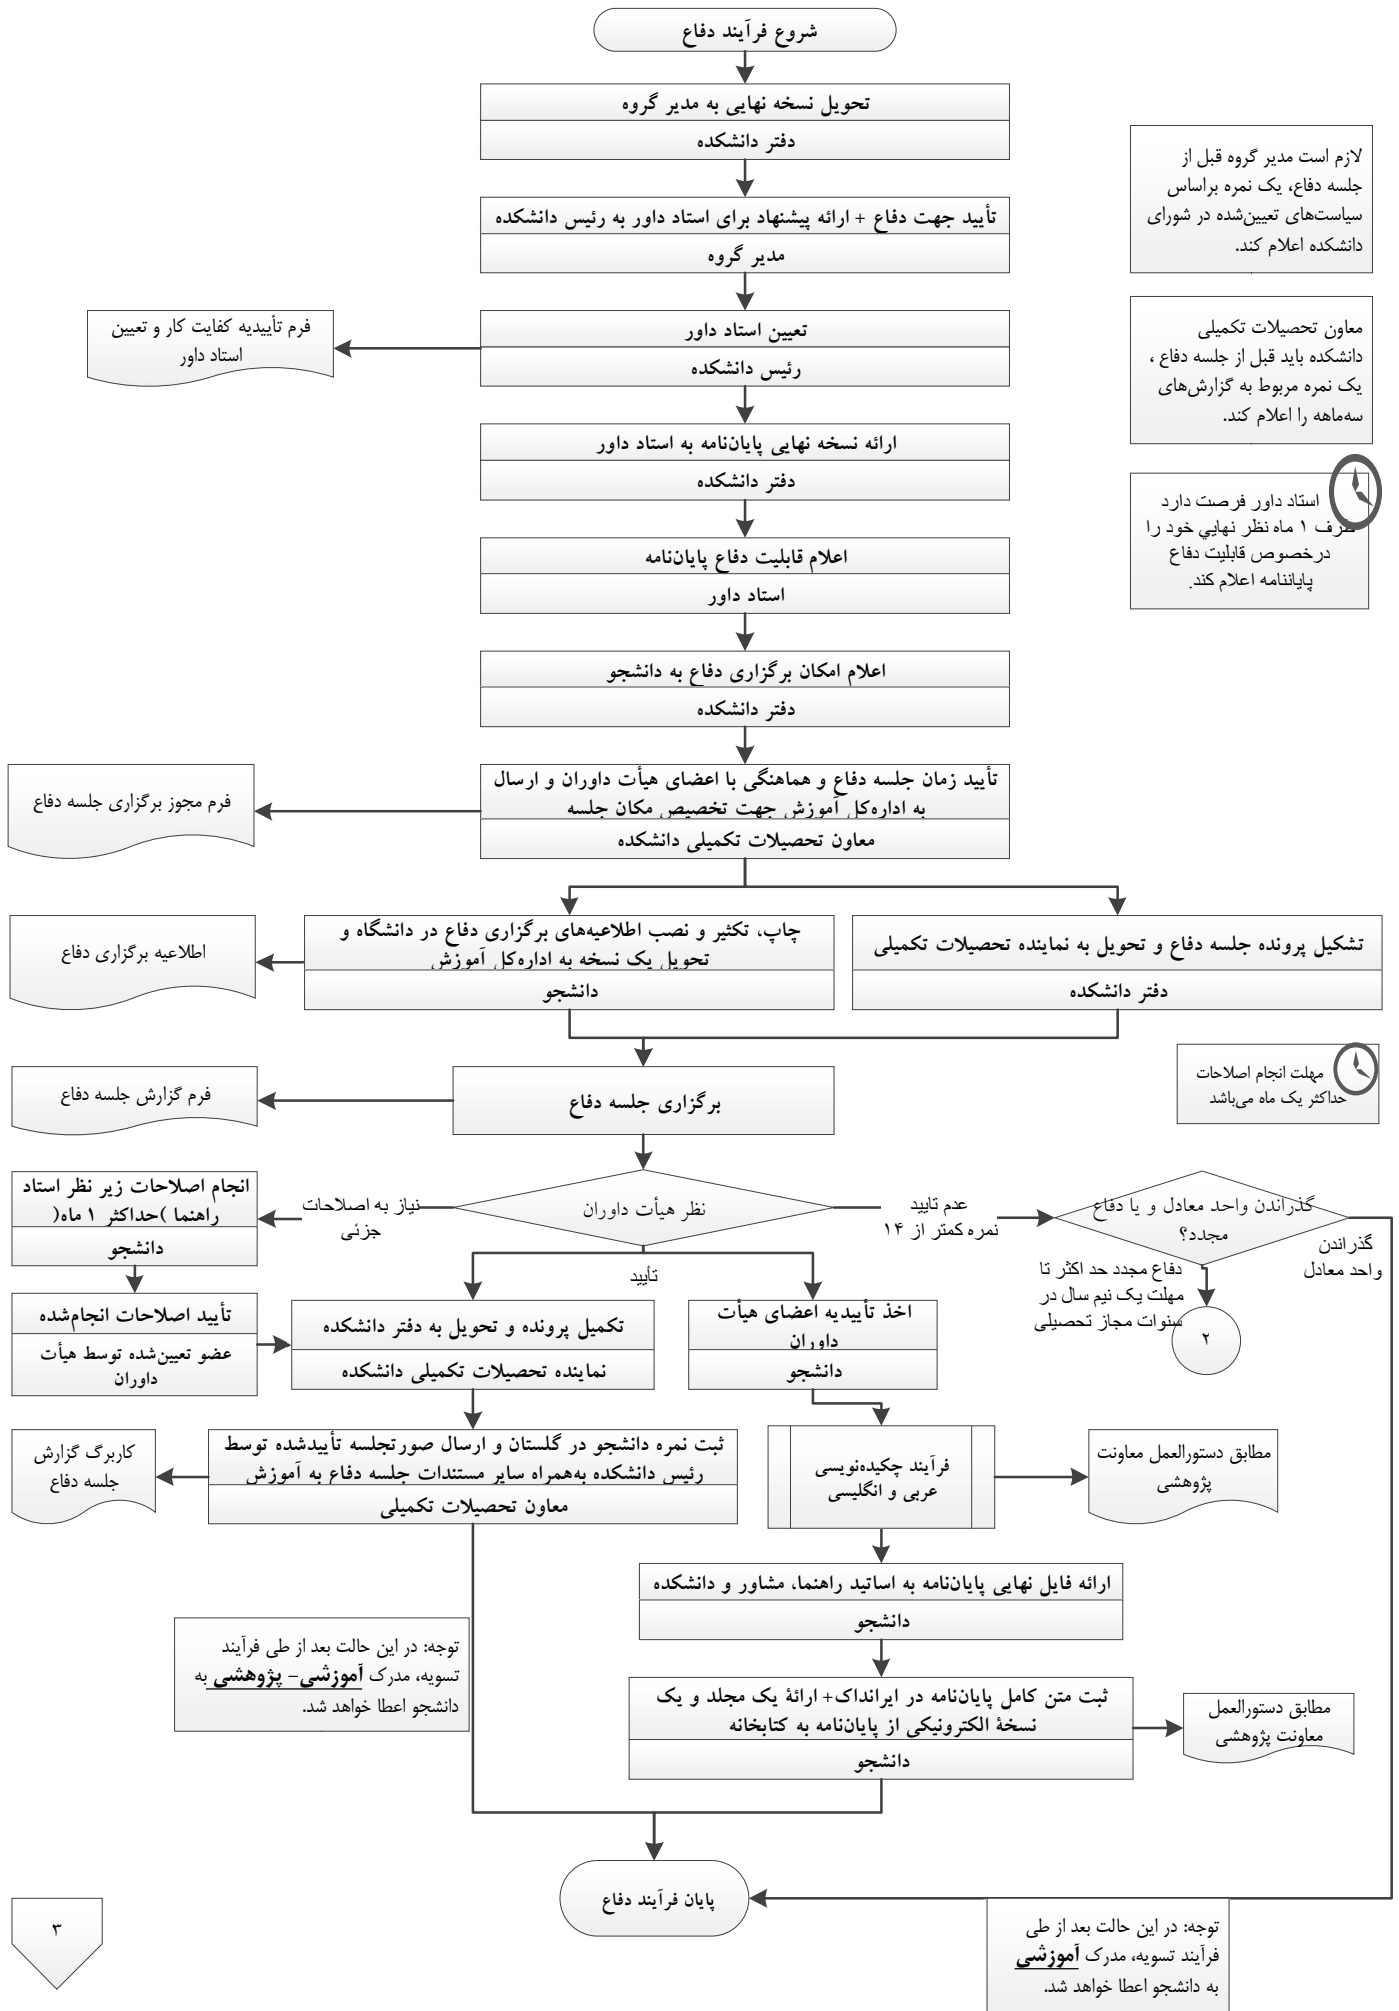 شروع فرآیند دفاع
تحویل نسخه نهایی به مدیر گروه
دفتر دانشکده
لازم است مدیر گروه قبل از
جلسه دفاع، یک نمره براساس
سیاست‌های تعیین‌شده در شورای
دانشکده اعلام کند.
تأیید جهت دفاع + ارائه پیشنهاد برای استاد داور به رئیس دانشکده
مدیر گروه
تعیین استاد داور
رئیس دانشکده
فرم تأییدیه کفایت کار و تعیین
استاد داور
معاون تحصیلات تکمیلی
دانشکده باید قبل از جلسه دفاع ،
یک نمره مربوط به گزارش‌های
سه‌ماهه را اعلام کند.
ارائه نسخه نهایی پایان‌نامه به استاد داور
دفتر دانشکده
استاد داور فرصت دارد
ظرف ۱ ماه نظر نهایي خود را
درخصوص قابلیت دفاع
پایاننامه اعلام کند.
اعلام قابلیت دفاع پایان‌نامه
استاد داور
اعلام امکان برگزاری دفاع به دانشجو
دفتر دانشکده
تأیید زمان جلسه دفاع و هماهنگی با اعضای هیأت داوران و ارسال
به اداره‌کل آموزش جهت تخصیص مکان جلسه
معاون تحصیلات تکمیلی دانشکده
فرم مجوز برگزاری جلسه دفاع
تشکیل پرونده جلسه دفاع و تحویل به نماینده تحصیلات تکمیلی
دفتر دانشکده
چاپ، تکثیر و نصب اطلاعیه‌های برگزاری دفاع در دانشگاه و
تحویل یک نسخه به اداره‌کل آموزش
دانشجو
اطلاعیه برگزاری دفاع
برگزاری جلسه دفاع
فرم گزارش جلسه دفاع
مهلت انجام اصلاحات
حداکثر یک ماه می‌باشد
نظر هیأت داوران
عدم تایید
نمره کمتر از ۱۴
گذراندن واحد معادل و یا دفاع
مجدد؟
گذراندن
واحد معادل
دفاع مجدد حد اکثر تا
مهلت یک نیم سال در
سنوات مجاز تحصیلی
۲
نیاز به اصلاحات
جزئی
انجام اصلاحات زیر نظر استاد
راهنما )حداکثر ۱ ماه(
دانشجو
تأیید اصلاحات انجام‌شده
عضو تعیین‌شده توسط هیأت
داوران
تأیید
اخذ تأییدیه اعضای هیأت
داوران
دانشجو
تکمیل پرونده و تحویل به دفتر دانشکده
نماینده تحصیلات تکمیلی دانشکده
ثبت نمره دانشجو در گلستان و ارسال صورتجلسه تأییدشده توسط
رئیس دانشکده به‌همراه سایر مستندات جلسه دفاع به آموزش
معاون تحصیلات تکمیلی
کاربرگ گزارش
جلسه دفاع
فرآیند چکیده‌نویسی
عربی و انگلیسی
مطابق دستورالعمل معاونت
پژوهشی
ارائه فایل نهایی پایان‌نامه به اساتید راهنما، مشاور و دانشکده
دانشجو
توجه: در این حالت بعد از طی فرآیند
تسویه، مدرک آموزشی- پژوهشی به
دانشجو اعطا خواهد شد.
ثبت متن کامل پایان‌نامه در ایرانداک+ ارائهٔ یک مجلد و یک
نسخهٔ الکترونیکی از پایان‌نامه به کتابخانه
دانشجو
مطابق دستورالعمل
معاونت پژوهشی
پایان فرآیند دفاع
توجه: در این حالت بعد از طی
فرآیند تسویه، مدرک آموزشی
به دانشجو اعطا خواهد شد.
۳